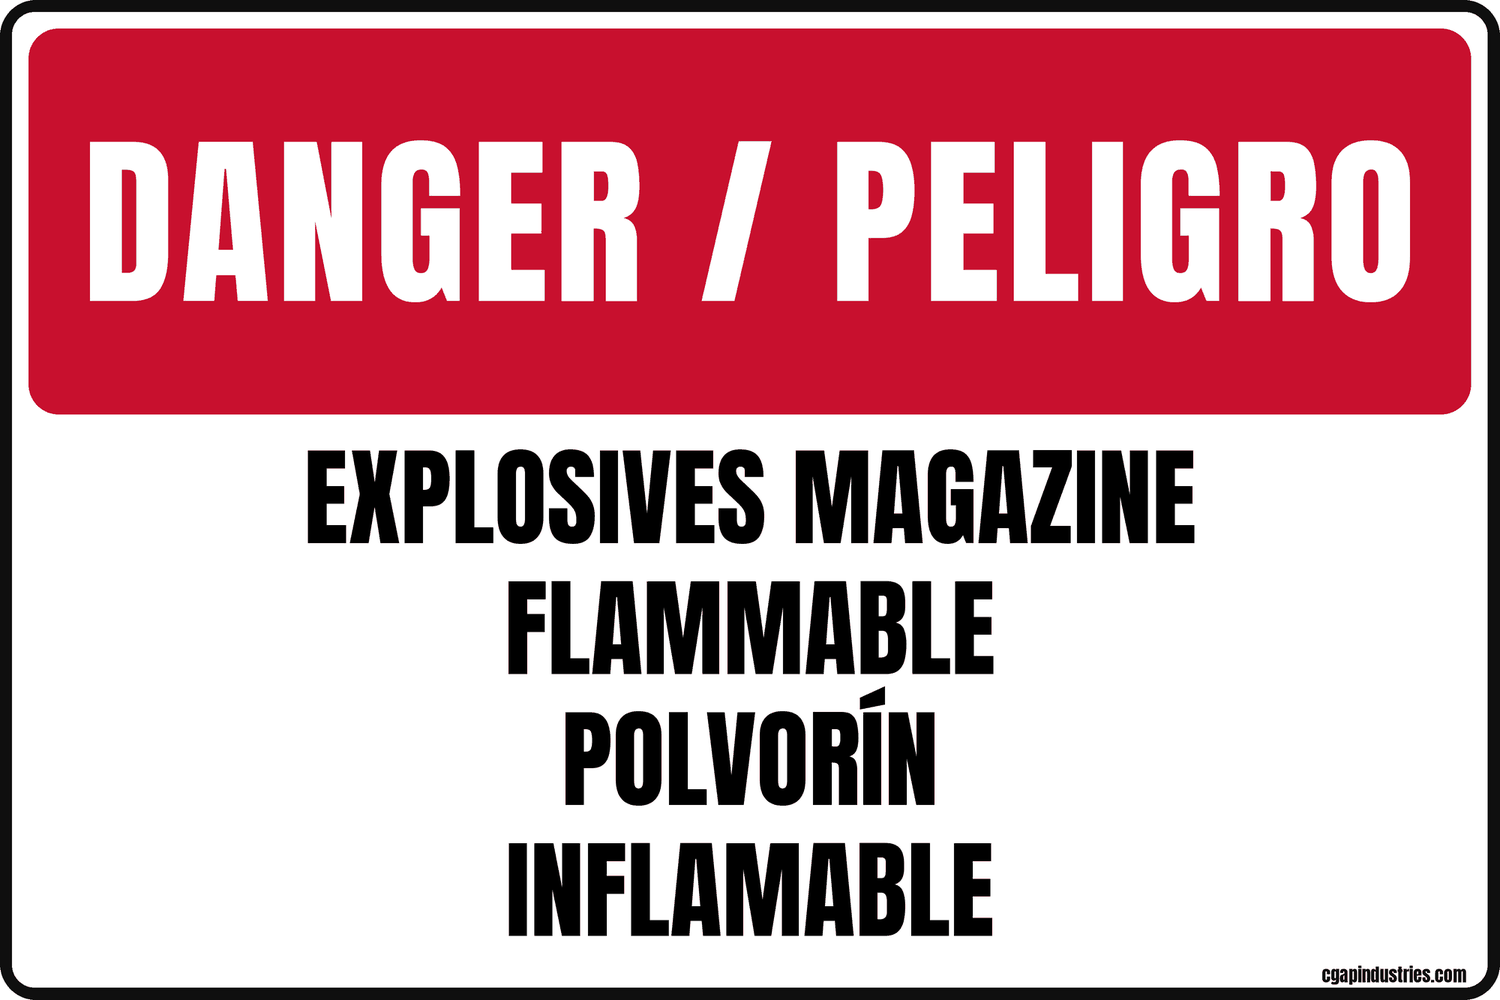 DANGER / PELIGRO
EXPLOSIVES MAGAZINE
FLAMMABLE
POLVORÍN
INFLAMABLE
cgapindustries.com